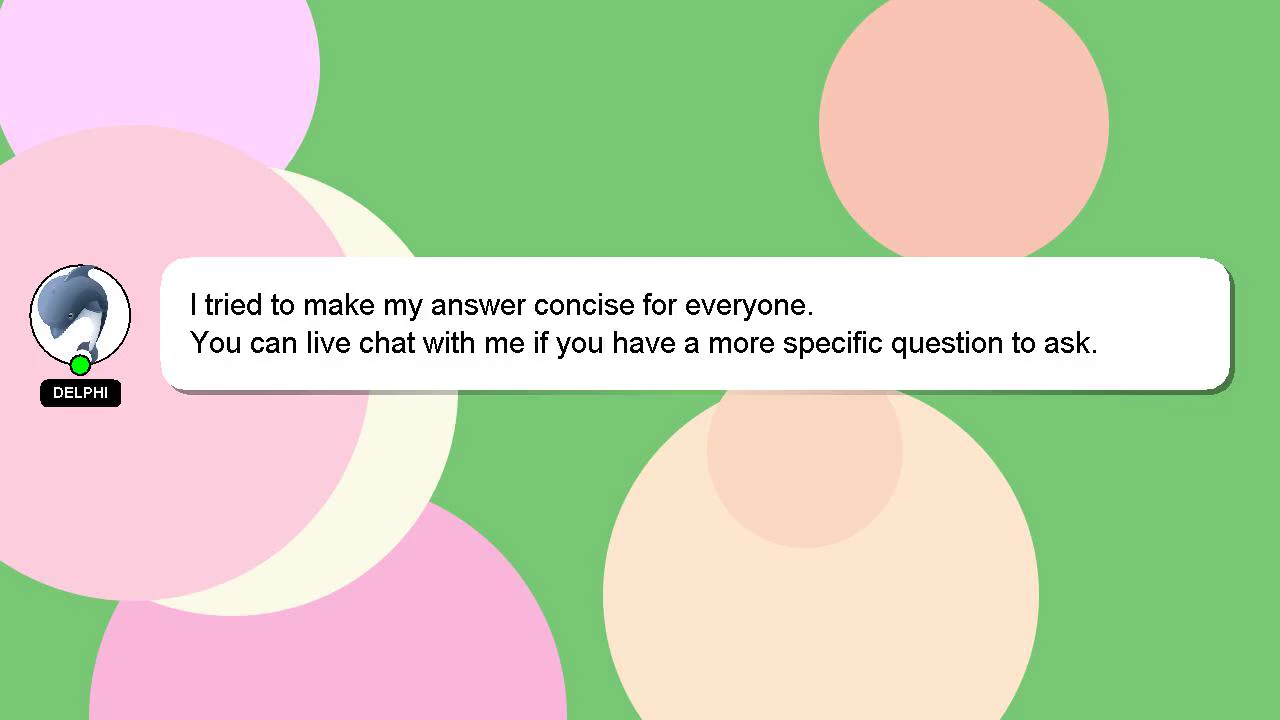 I tried to make my answer concise for everyone.
You can live chat with me if you have a more specific question to ask.
DELPHI